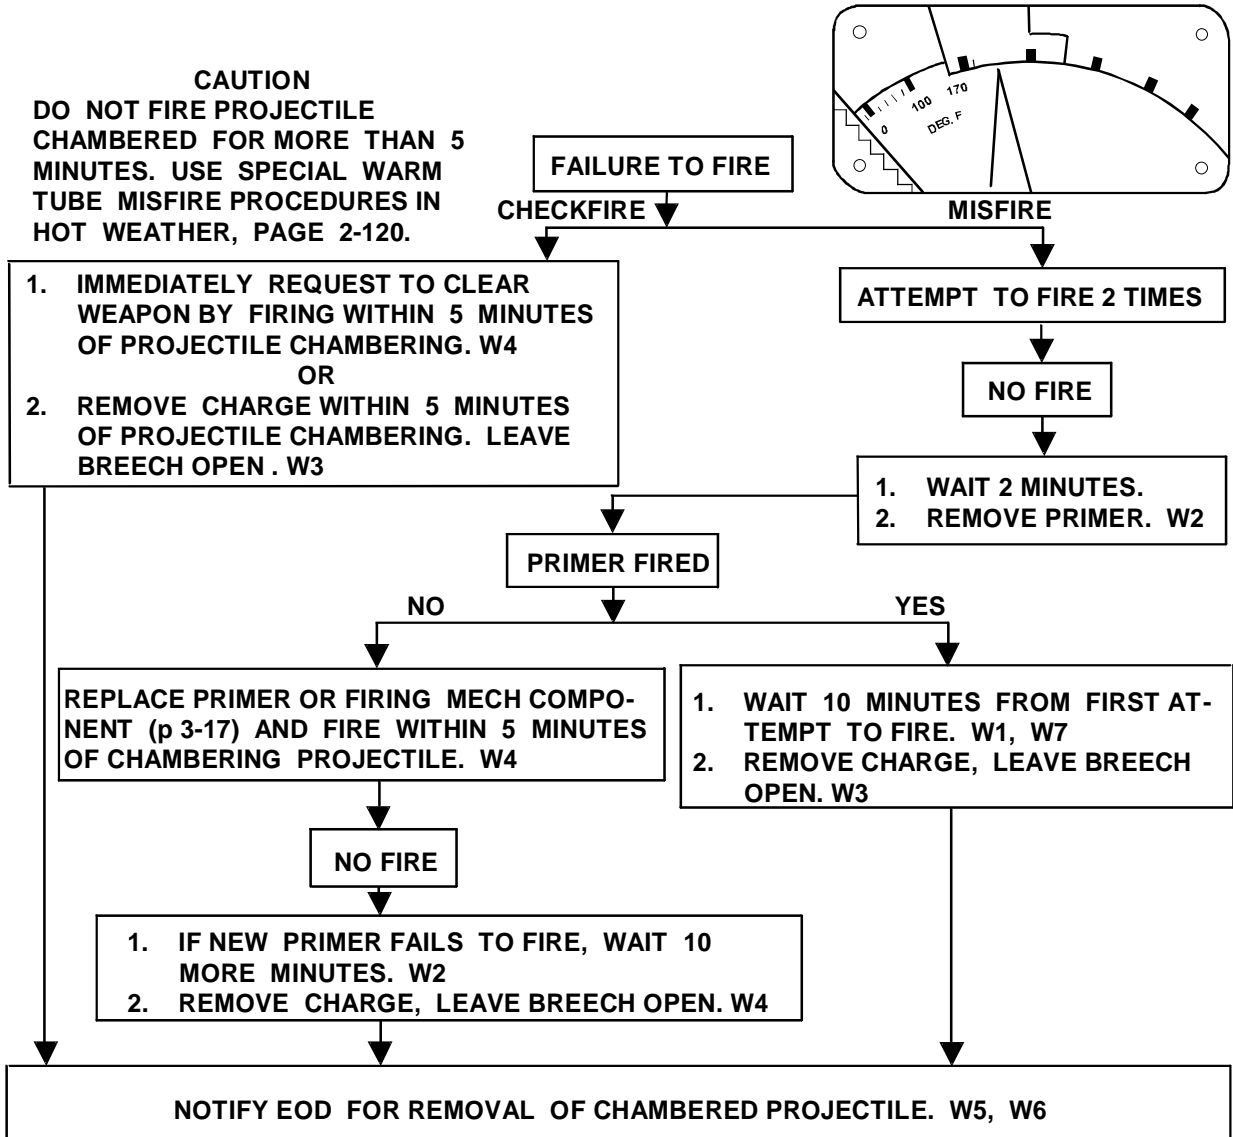 CAUTION
DO NOT FIRE PROJECTILE
CHAMBERED FOR MORE THAN 5
MINUTES. USE SPECIAL WARM
TUBE MISFIRE PROCEDURES IN
HOT WEATHER, PAGE 2-120.
0
100
170
DEG. F
FAILURE TO FIRE
CHECKFIRE
MISFIRE
1. IMMEDIATELY REQUEST TO CLEAR
WEAPON BY FIRING WITHIN 5 MINUTES
OF PROJECTILE CHAMBERING. W4
OR
2. REMOVE CHARGE WITHIN 5 MINUTES
OF PROJECTILE CHAMBERING. LEAVE
BREECH OPEN . W3
ATTEMPT TO FIRE 2 TIMES
NO FIRE
1. WAIT 2 MINUTES.
2. REMOVE PRIMER. W2
PRIMER FIRED
NO
YES
REPLACE PRIMER OR FIRING MECH COMPO-
NENT (p 3-17) AND FIRE WITHIN 5 MINUTES
OF CHAMBERING PROJECTILE. W4
1. WAIT 10 MINUTES FROM FIRST AT-
TEMPT TO FIRE. W1, W7
2. REMOVE CHARGE, LEAVE BREECH
OPEN. W3
NO FIRE
1. IF NEW PRIMER FAILS TO FIRE, WAIT 10
MORE MINUTES. W2
2. REMOVE CHARGE, LEAVE BREECH OPEN. W4
NOTIFY EOD FOR REMOVAL OF CHAMBERED PROJECTILE. W5, W6